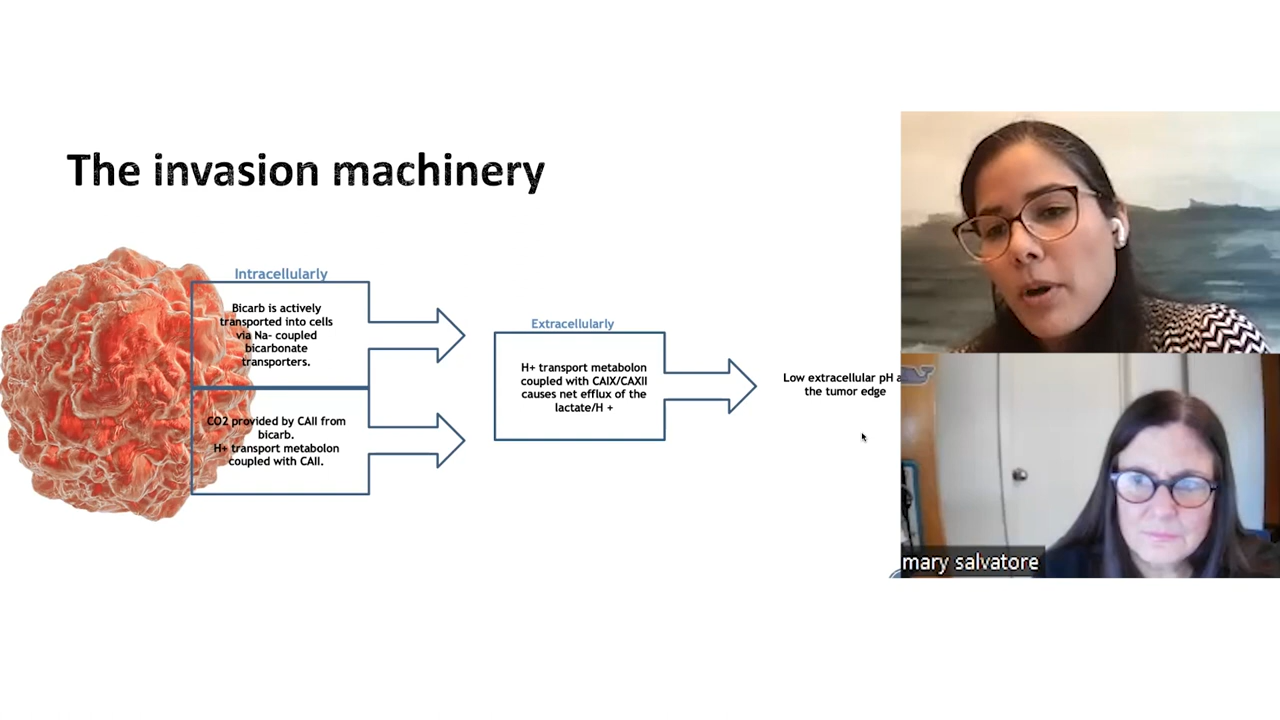 The invasion machinery
Intracellularly
Bicarb is actively
transported into cells
via Na- coupled
bicarbonate
transporters.
CO2 provided by CAII from
bicarb.
H+ transport metabolon
coupled with CAII.
Extracellularly
H+ transport metabolon
coupled with CAIX/CAXII
causes net efflux of the
lactate/H +
Low extracellular pH a
the tumor edge
mary salvatore